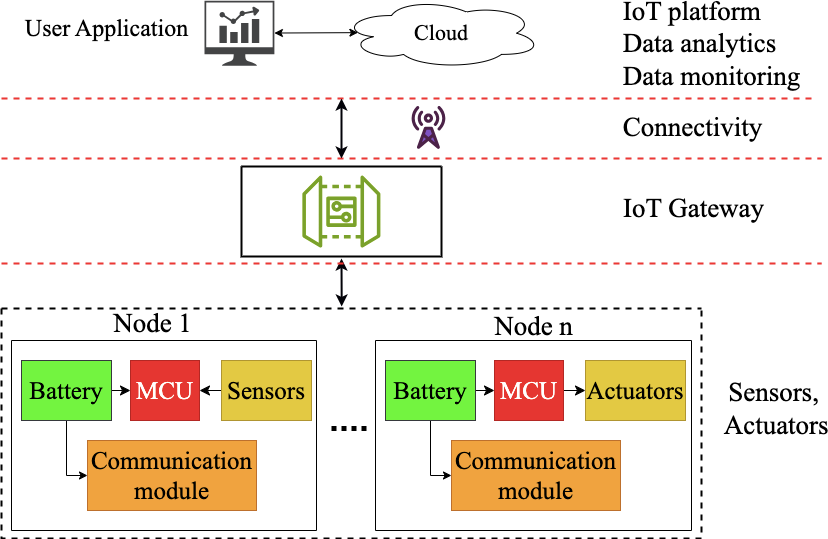 User Application
Cloud
IoT platform
Data analytics
Data monitoring
Connectivity
IoT Gateway
Node 1
Battery
MCU
Sensors
Communication
module
....
Node n
Battery
MCU
Actuators
Communication
module
Sensors,
Actuators